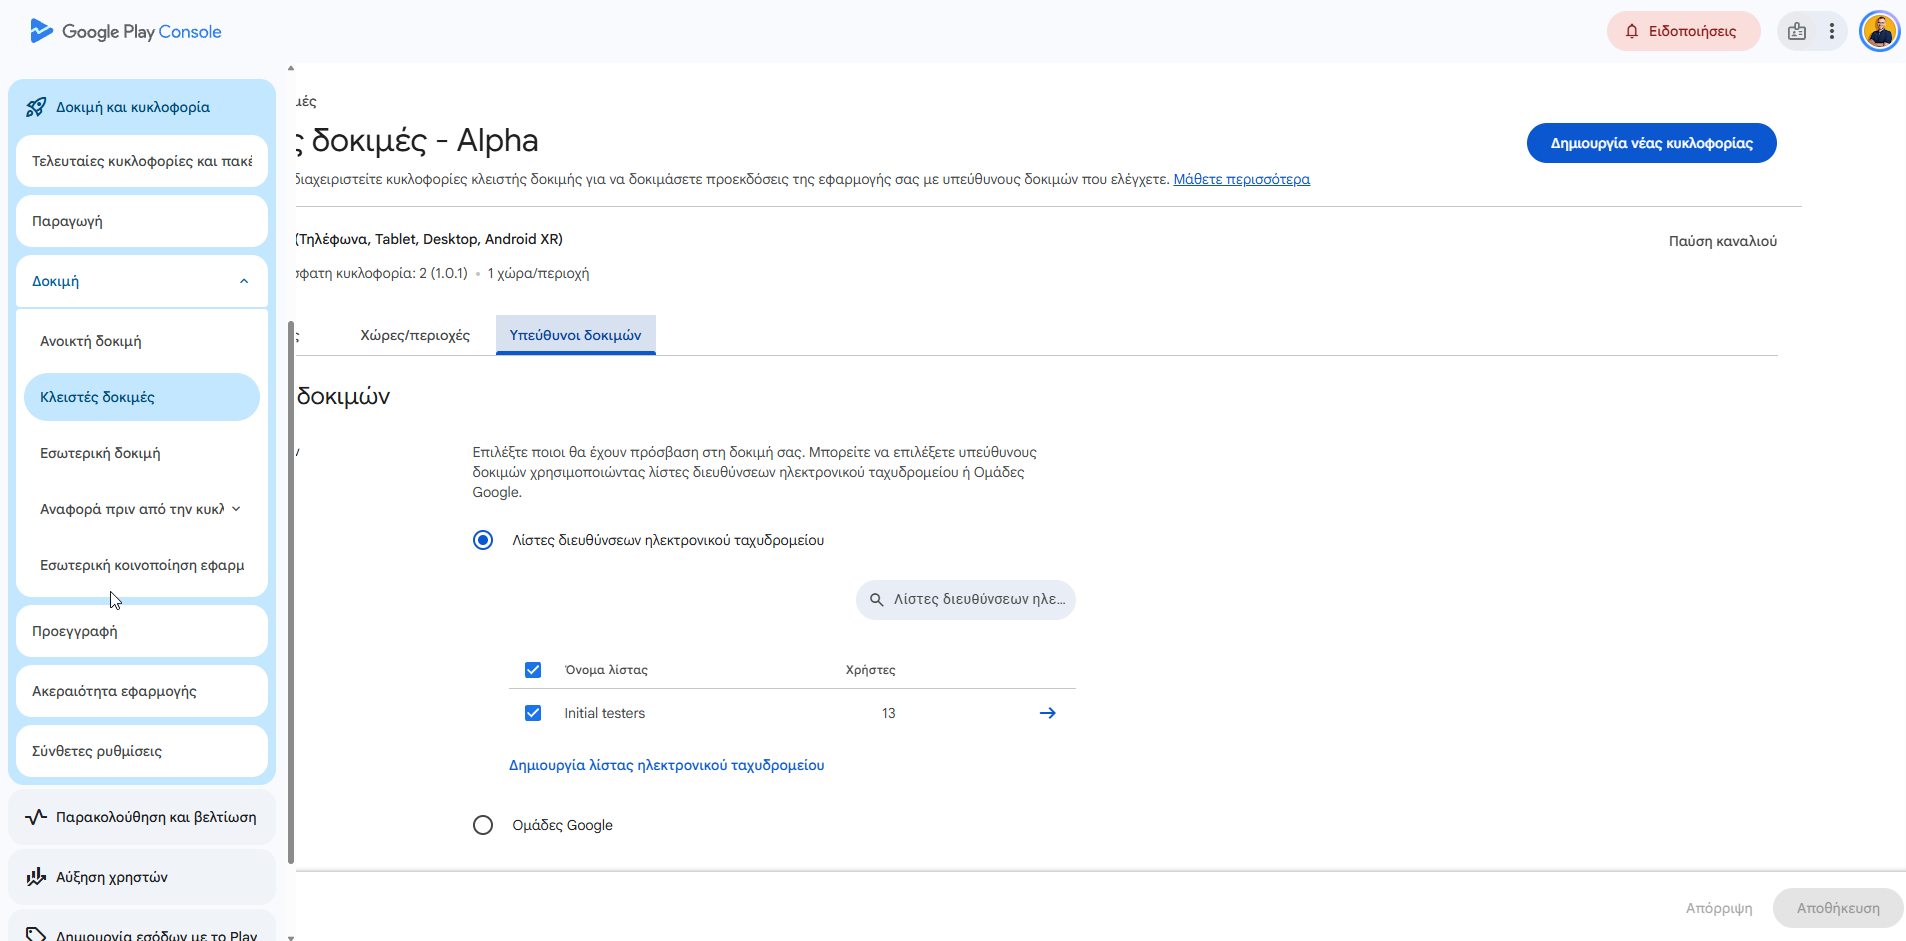 Google Play Console
Ειδοποιήσεις
Δοκιμή και κυκλοφορία
Τελευταίες κυκλοφορίες και πακέ
Παραγωγή
Δοκιμή
Ανοικτή δοκιμή
Κλειστές δοκιμές
Εσωτερική δοκιμή
Αναφορά πριν από την κυκλ
Εσωτερική κοινοποίηση εφαρμ
Προεγγραφή
Ακεραιότητα εφαρμογής
Σύνθετες ρυθμίσεις
Παρακολούθηση και βελτίωση
Αύξηση χρηστών
Δημιουργία εσόδων με το Play
μές
ς δοκιμές - Alpha
Δημιουργία νέας κυκλοφορίας
διαχειριστείτε κυκλοφορίες κλειστής δοκιμής για να δοκιμάσετε προεκδόσεις της εφαρμογής σας με υπεύθυνους δοκιμών που ελέγχετε. Μάθετε περισσότερα
(Τηλέφωνα, Tablet, Desktop, Android XR)
Παύση καναλιού
σφατη κυκλοφορία: 2 (1.0.1) • 1 χώρα/περιοχή
ς
Χώρες/περιοχές
Υπεύθυνοι δοκιμών
δοκιμών
ν
Επιλέξτε ποιοι θα έχουν πρόσβαση στη δοκιμή σας. Μπορείτε να επιλέξετε υπεύθυνους
δοκιμών χρησιμοποιώντας λίστες διευθύνσεων ηλεκτρονικού ταχυδρομείου ή Ομάδες
Google.
Λίστες διευθύνσεων ηλεκτρονικού ταχυδρομείου
Λίστες διευθύνσεων ηλε...
Όνομα λίστας
Χρήστες
Initial testers
13
Δημιουργία λίστας ηλεκτρονικού ταχυδρομείου
Ομάδες Google
Απόρριψη
Αποθήκευση